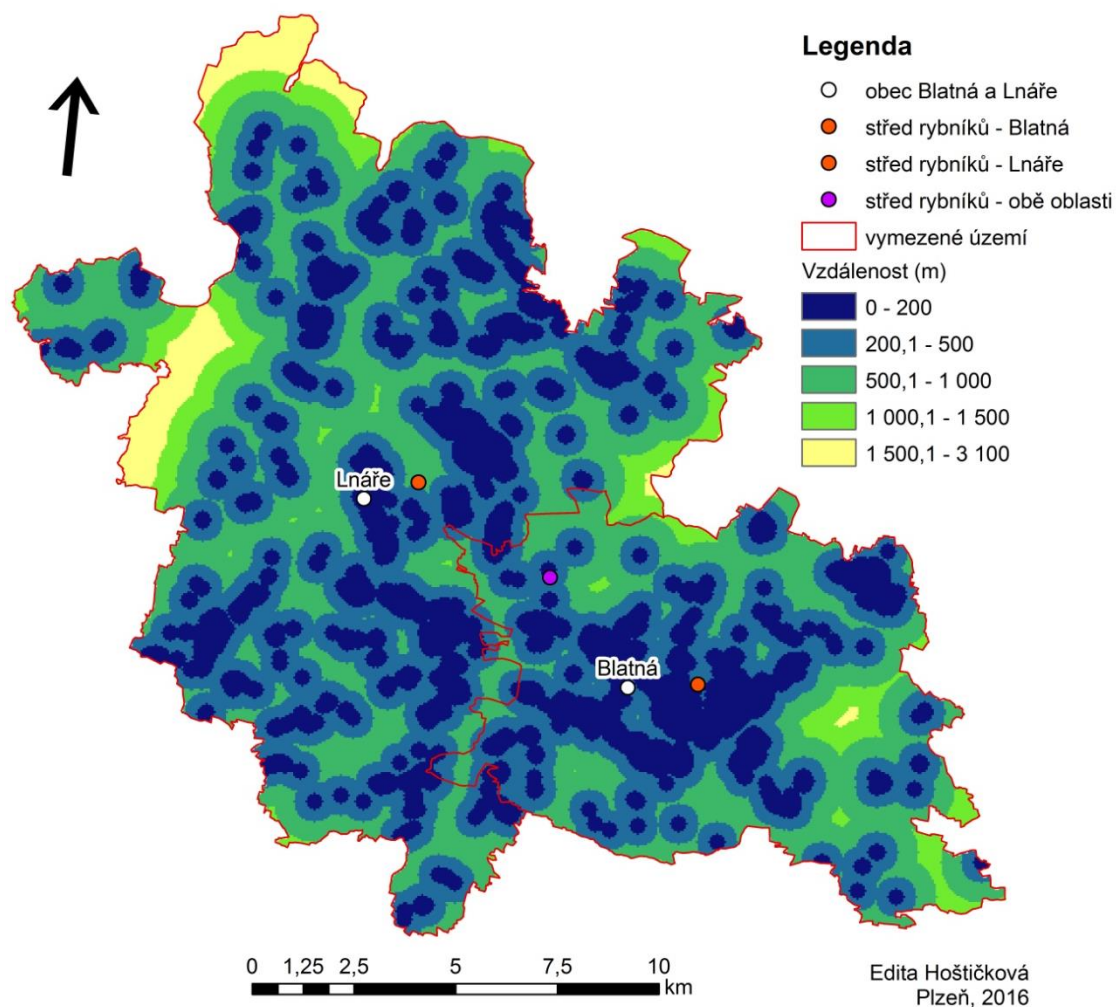 Legenda
obec Blatná a Lnáře
střed rybníků - Blatná
střed rybníků - Lnáře
střed rybníků - obě oblasti
vymezené území
Vzdálenost (m)
0 - 200
200,1 - 500
500,1 - 1 000
1 000,1 - 1 500
1 500,1 - 3 100
Lnáře
Blatná
0 1,25 2,5 5 7,5 10
km
Edita Hoštičková
Plzeň, 2016